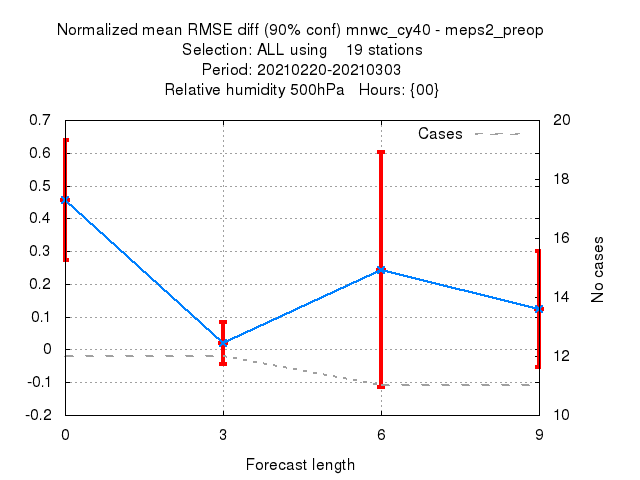 Normalized mean RMSE diff (90% conf) mnwc_cy40 - meps2_preop
Selection: ALL using    19 stations
Period: 20210220-20210303
Relative humidity 500hPa   Hours: {00}
Cases
0.7
0.6
0.5
0.4
0.3
0.2
0.1
0
-0.1
-0.2
20
18
16
14
12
10
No cases
0 3 6 9
Forecast length